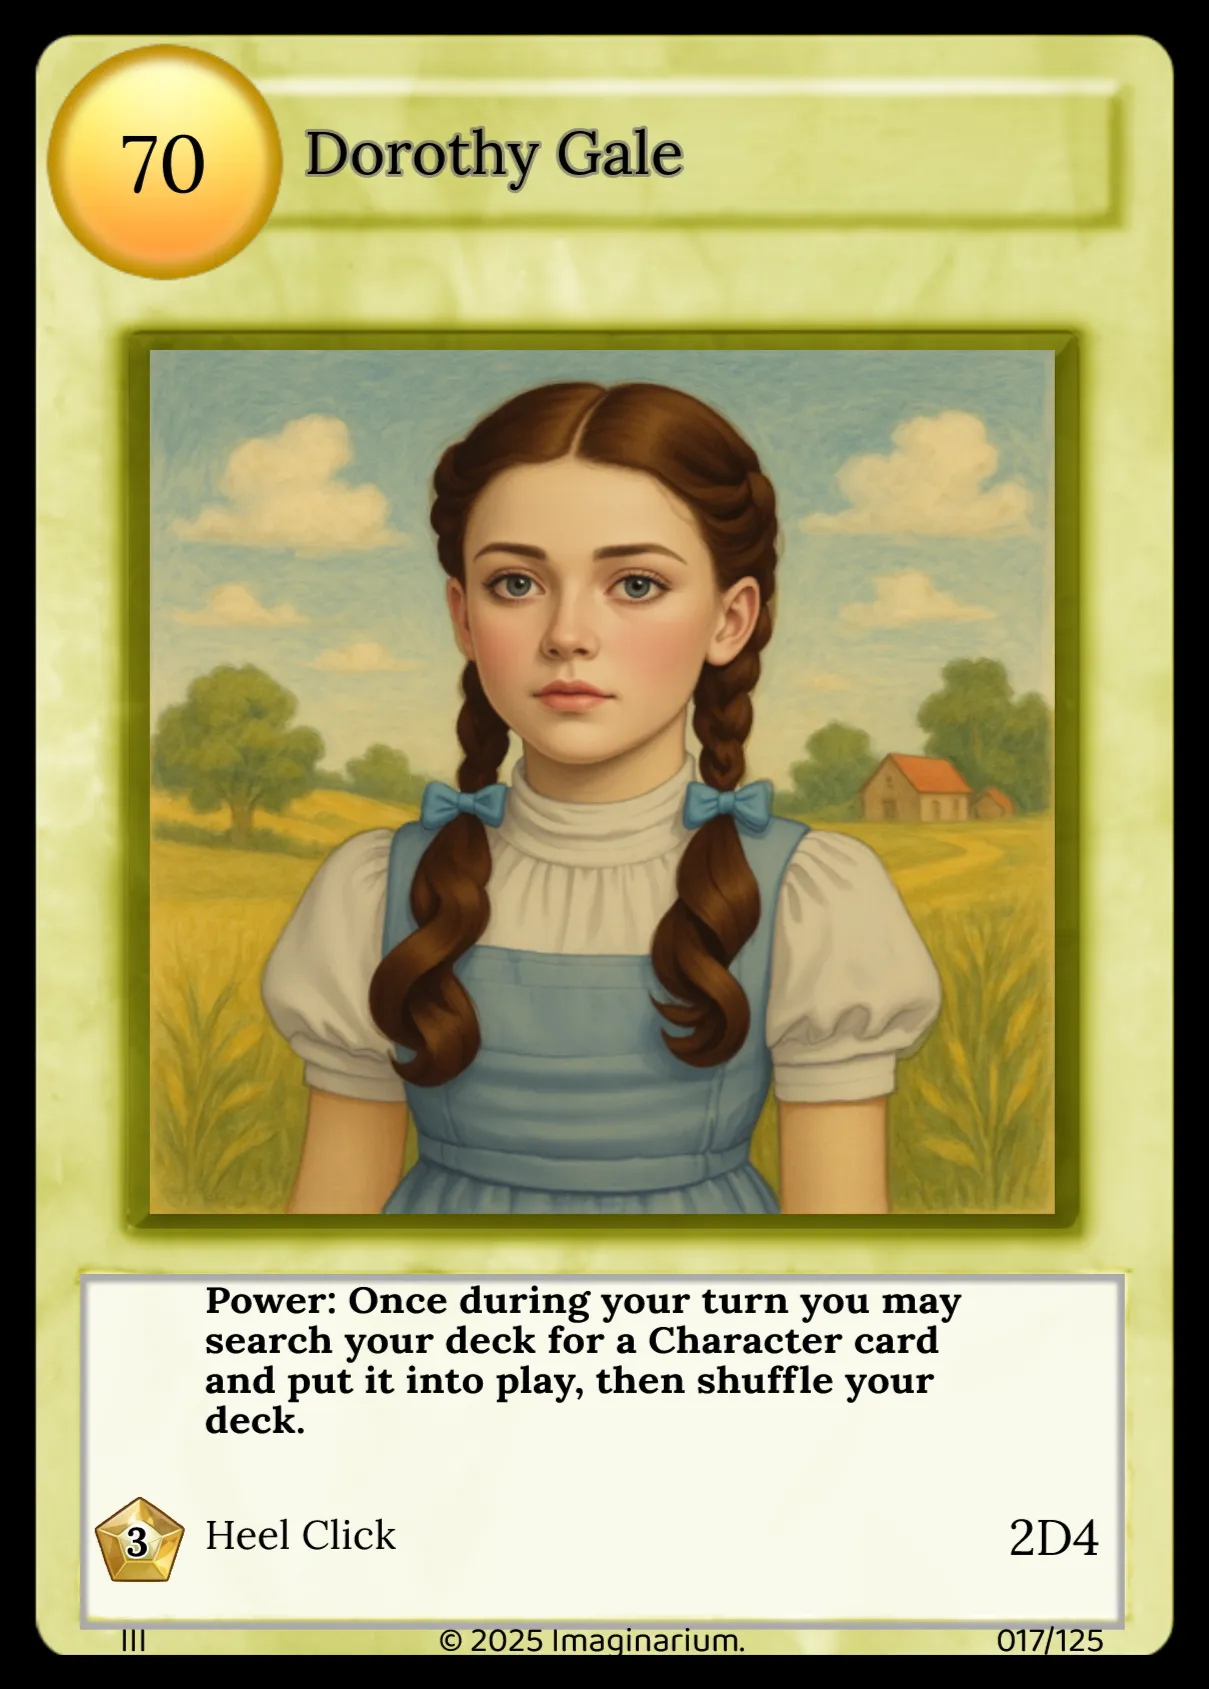 70
Dorothy Gale
Power: Once during your turn you may
search your deck for a Character card
and put it into play, then shuffle your
deck.
3 Heel Click 2D4
III © 2025 Imaginarium. 017/125